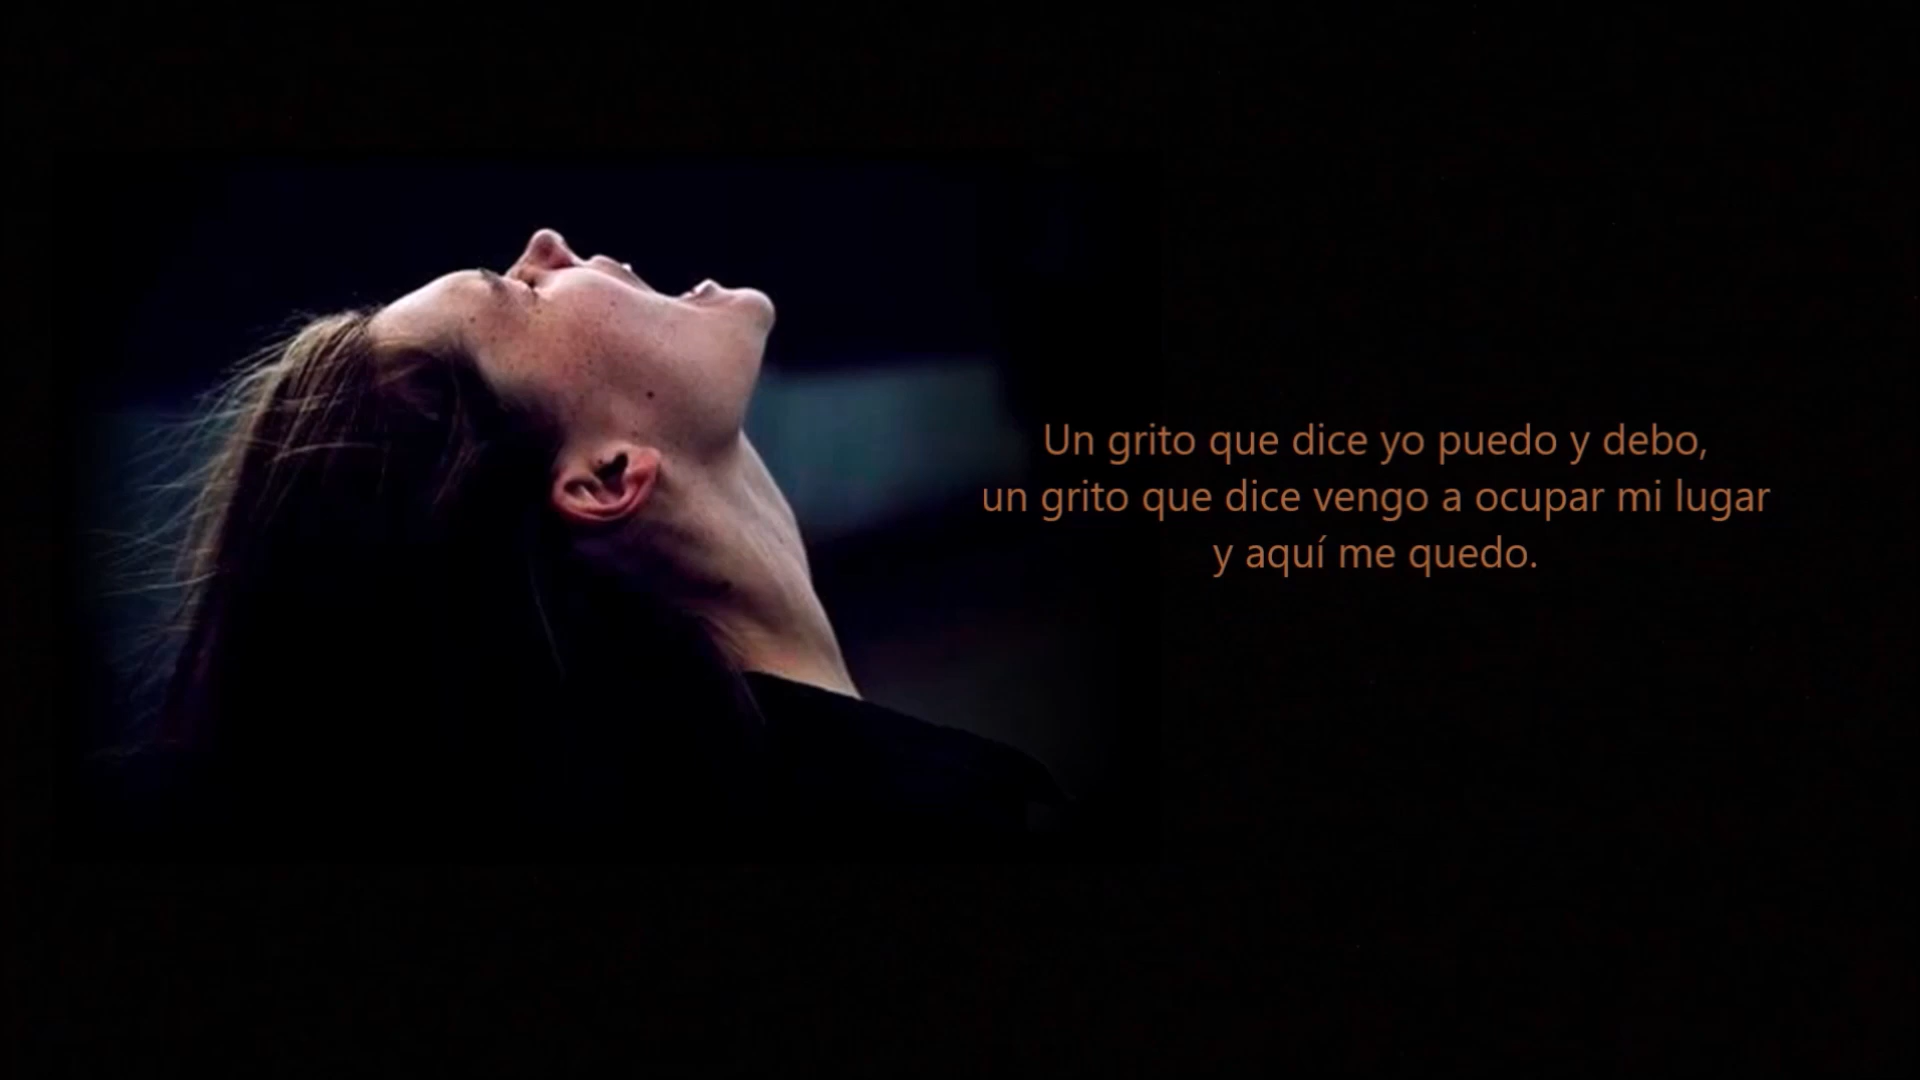 Un grito que dice yo puedo y debo,
un grito que dice vengo a ocupar mi lugar
y aquí me quedo.